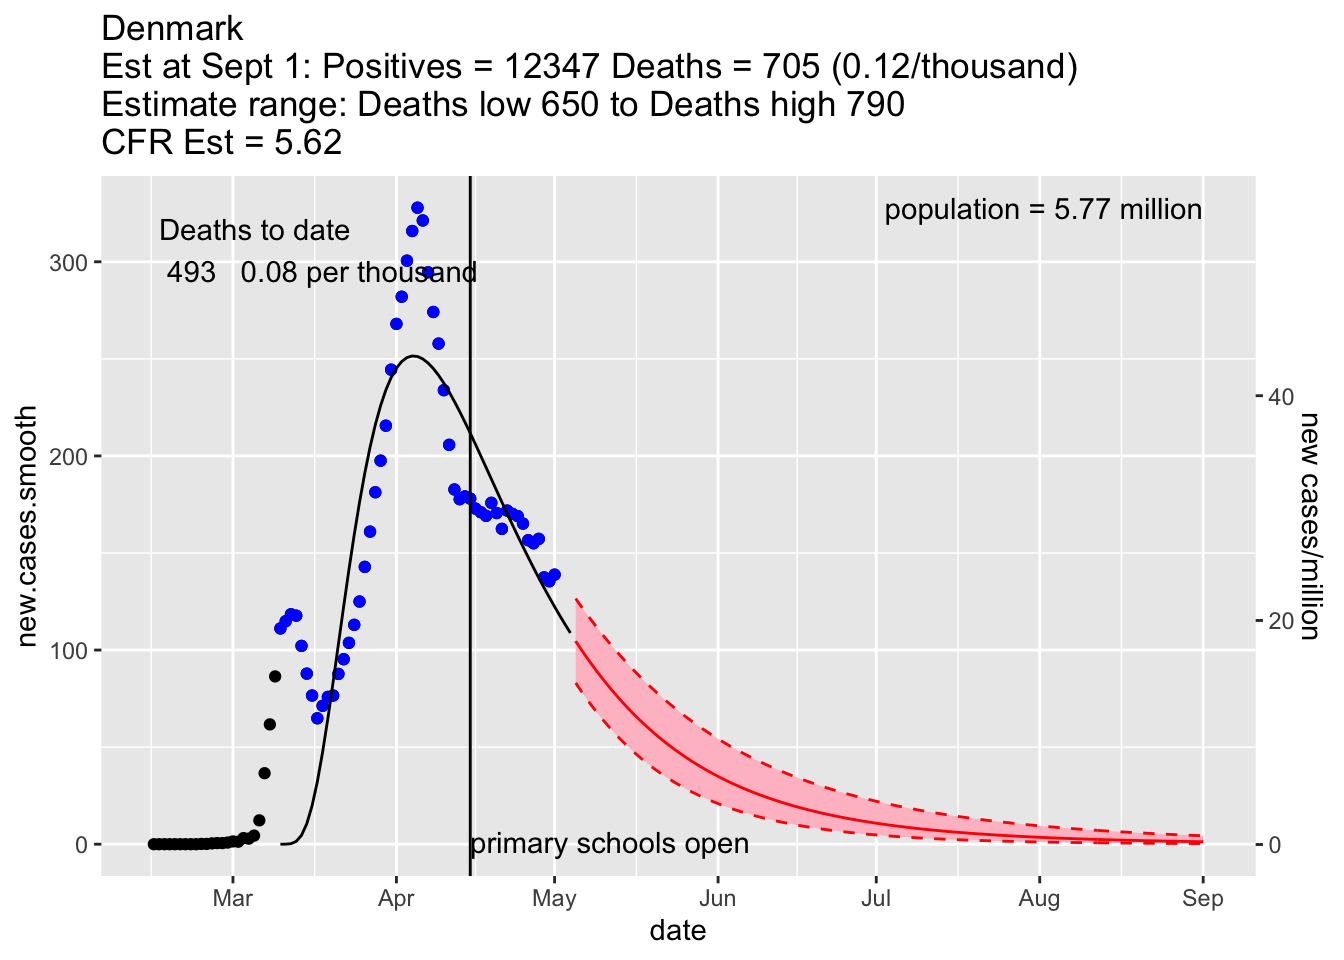 Denmark
Est at Sept 1: Positives = 12347 Deaths = 705 (0.12/thousand)
Estimate range: Deaths low 650 to Deaths high 790
CFR Est = 5.62
Deaths to date
493 0.08 per thousand
population = 5.77 million
300
200
100
0
new.cases.smooth
40
20
0
new cases/million
primary schools open
Mar Apr May Jun Jul Aug Sep
date